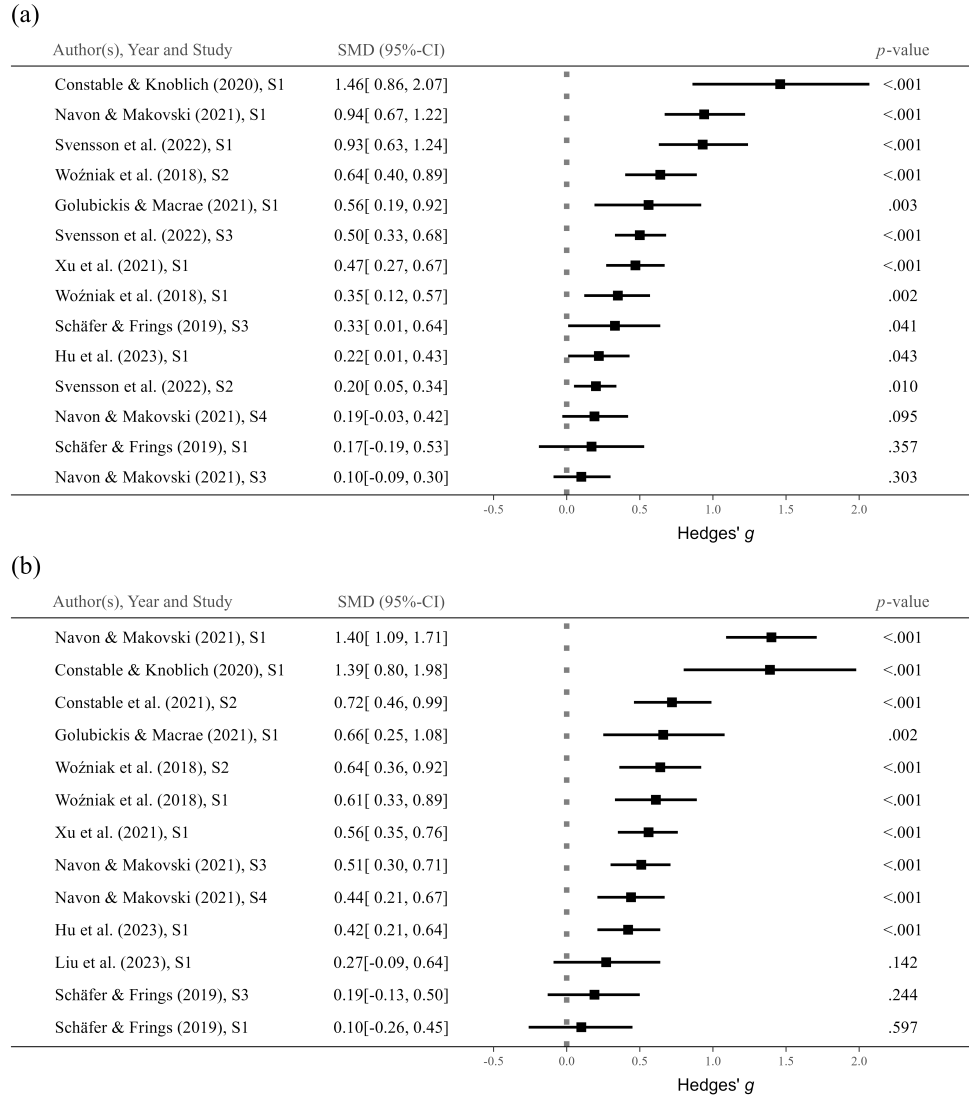 (a)
Author(s), Year and Study SMD (95%-CI) p-value
Constable & Knoblich (2020), S1 1.46[ 0.86, 2.07] <.001
Navon & Makovski (2021), S1 0.94[ 0.67, 1.22] <.001
Svensson et al. (2022), S1 0.93[ 0.63, 1.24] <.001
Woźniak et al. (2018), S2 0.64[ 0.40, 0.89] <.001
Golubickis & Macrae (2021), S1 0.56[ 0.19, 0.92] .003
Svensson et al. (2022), S3 0.50[ 0.33, 0.68] <.001
Xu et al. (2021), S1 0.47[ 0.27, 0.67] <.001
Woźniak et al. (2018), S1 0.35[ 0.12, 0.57] .002
Schäfer & Frings (2019), S3 0.33[ 0.01, 0.64] .041
Hu et al. (2023), S1 0.22[ 0.01, 0.43] .043
Svensson et al. (2022), S2 0.20[ 0.05, 0.34] .010
Navon & Makovski (2021), S4 0.19[-0.03, 0.42] .095
Schäfer & Frings (2019), S1 0.17[-0.19, 0.53] .357
Navon & Makovski (2021), S3 0.10[-0.09, 0.30] .303
-0.5 0.0 0.5 1.0 1.5 2.0
Hedges' g
(b)
Author(s), Year and Study SMD (95%-CI) p-value
Navon & Makovski (2021), S1 1.40[ 1.09, 1.71] <.001
Constable & Knoblich (2020), S1 1.39[ 0.80, 1.98] <.001
Constable et al. (2021), S2 0.72[ 0.46, 0.99] <.001
Golubickis & Macrae (2021), S1 0.66[ 0.25, 1.08] .002
Woźniak et al. (2018), S2 0.64[ 0.36, 0.92] <.001
Woźniak et al. (2018), S1 0.61[ 0.33, 0.89] <.001
Xu et al. (2021), S1 0.56[ 0.35, 0.76] <.001
Navon & Makovski (2021), S3 0.51[ 0.30, 0.71] <.001
Navon & Makovski (2021), S4 0.44[ 0.21, 0.67] <.001
Hu et al. (2023), S1 0.42[ 0.21, 0.64] <.001
Liu et al. (2023), S1 0.27[-0.09, 0.64] .142
Schäfer & Frings (2019), S3 0.19[-0.13, 0.50] .244
Schäfer & Frings (2019), S1 0.10[-0.26, 0.45] .597
-0.5 0.0 0.5 1.0 1.5 2.0
Hedges' g